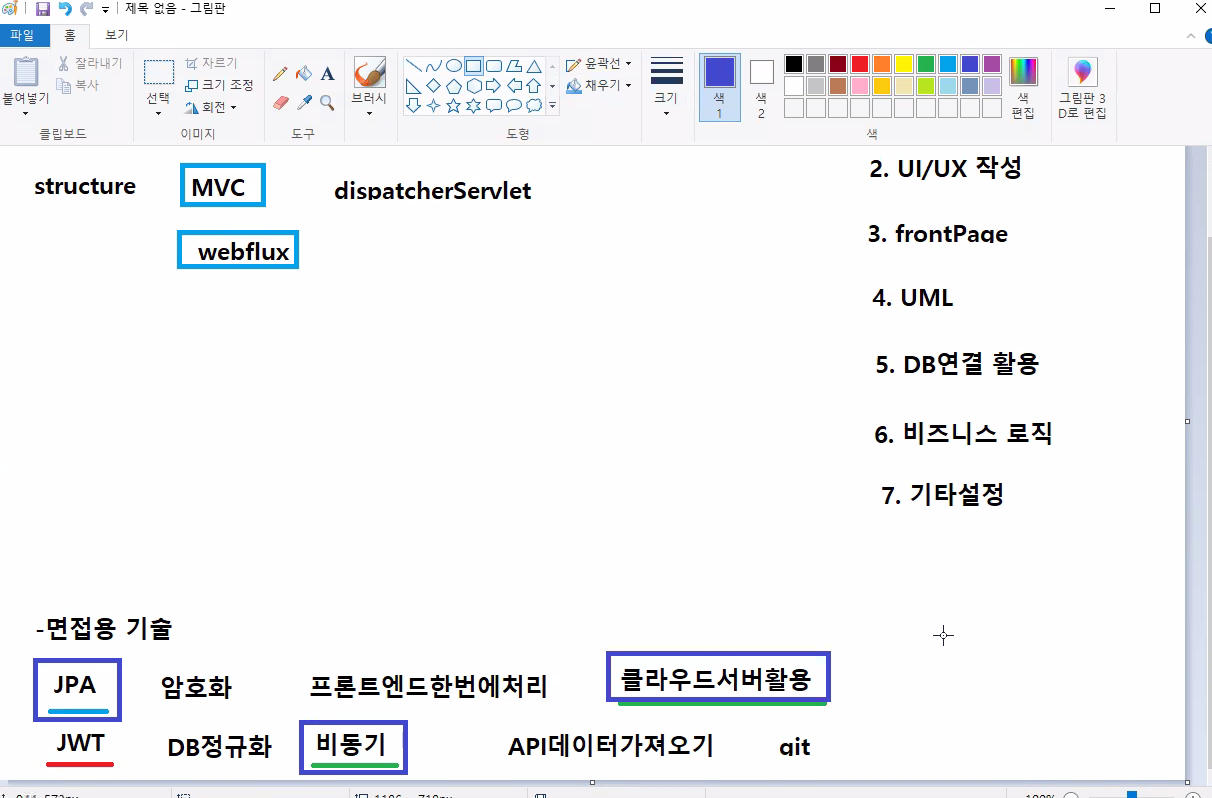 제목 없음 - 그림판
파일 홈 보기
붙여넣기
잘라내기
복사
클립보드
선택
자르기
크기 조정
회전
이미지
A
도구
브러시
윤곽선
채우기
도형
크기
색 1
색 2
색 편집
색
그림판 3D로 편집
structure MVC dispatcherServlet
webflux
2. UI/UX 작성
3. frontPage
4. UML
5. DB연결 활용
6. 비즈니스 로직
7. 기타설정
-면접용 기술
JPA 암호화 프론트엔드한번에처리 클라우드서버활용
JWT DB정규화 비동기 API데이터가져오기 git
100%